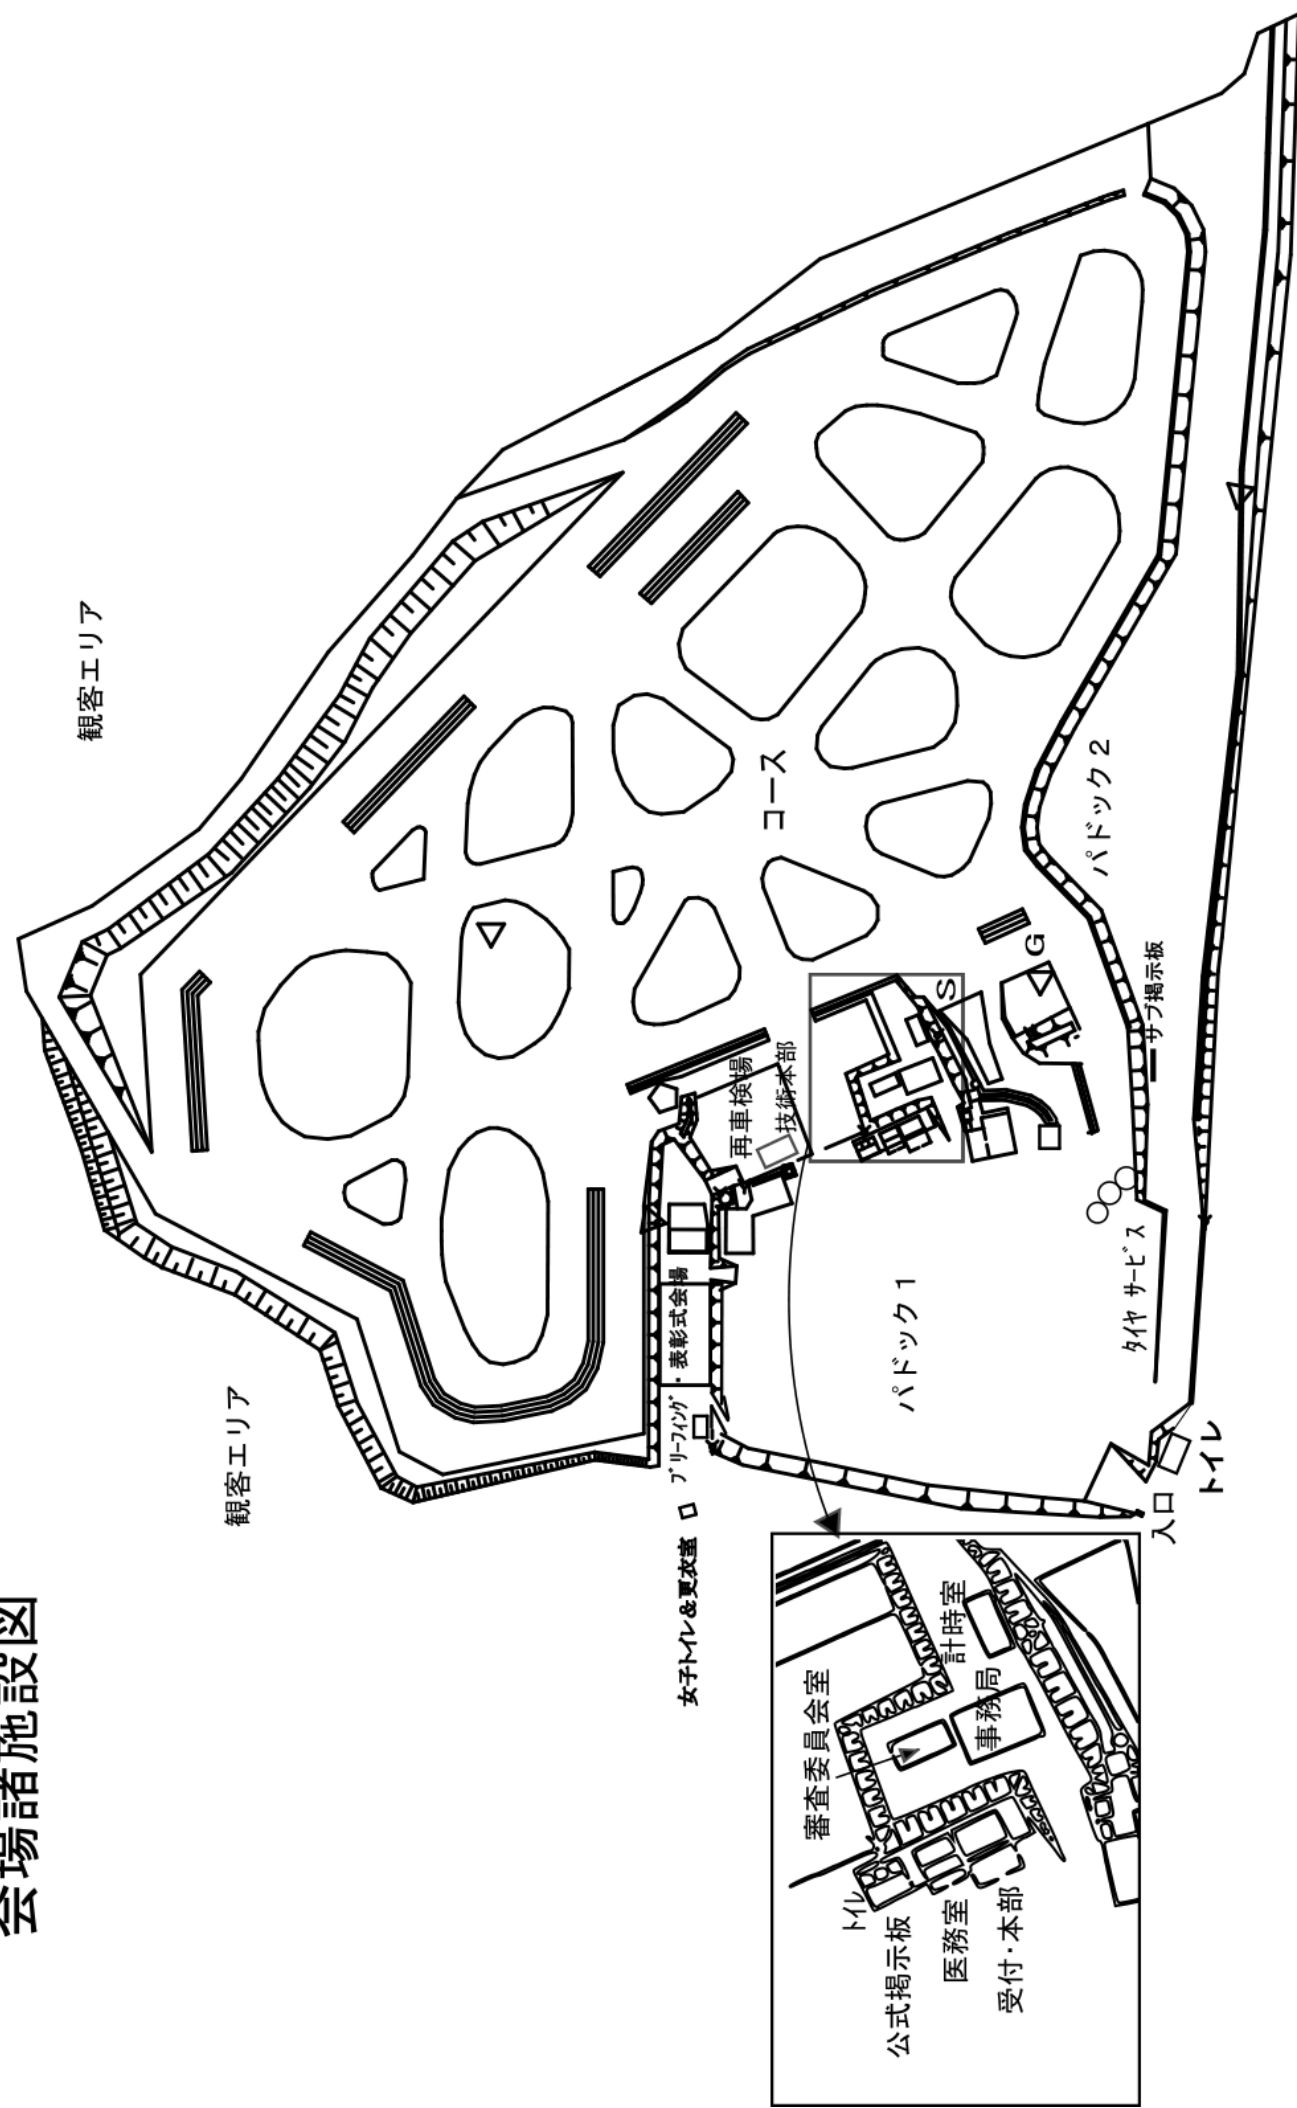 会場諸施設図
観客エリア
観客エリア
コース
パドック2
サブ掲示板
G
S
再車検場
技術本部
パドック1
タイヤ サービス
ブリーフィング・表彰式会場
女子トイレ&更衣室
入口
トイレ
審査委員会室
計時室
事務局
トイレ
公式掲示板
医務室
受付・本部